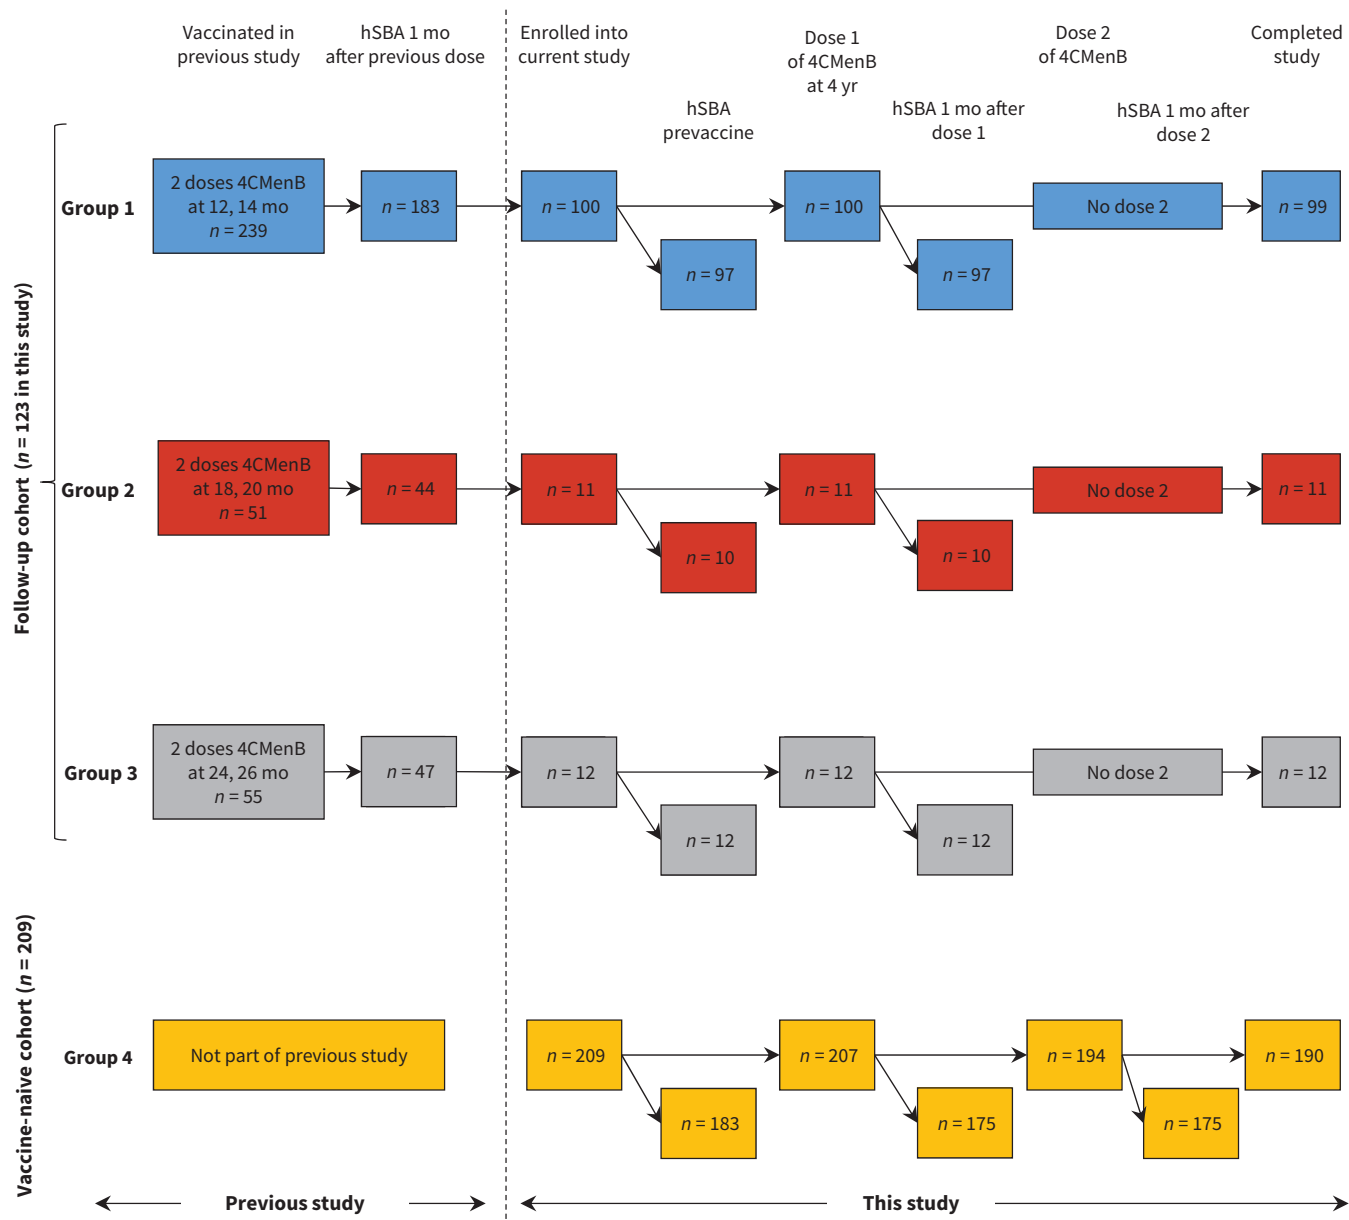 Vaccinated in
previous study
hSBA 1 mo
after previous dose
Enrolled into
current study
hSBA
prevaccine
Dose 1
of 4CMenB
at 4 yr
hSBA 1 mo after
dose 1
Dose 2
of 4CMenB
hSBA 1 mo after
dose 2
Completed
study
Follow-up cohort (n = 123 in this study)
Group 1
2 doses 4CMenB
at 12, 14 mo
n = 239
n = 183
n = 100
n = 97
n = 100
n = 97
No dose 2
n = 99
Group 2
2 doses 4CMenB
at 18, 20 mo
n = 51
n = 44
n = 11
n = 10
n = 11
n = 10
No dose 2
n = 11
Group 3
2 doses 4CMenB
at 24, 26 mo
n = 55
n = 47
n = 12
n = 12
n = 12
n = 12
No dose 2
n = 12
Vaccine-naive cohort (n = 209)
Group 4
Not part of previous study
n = 209
n = 183
n = 207
n = 175
n = 194
n = 175
n = 190
Previous study
This study